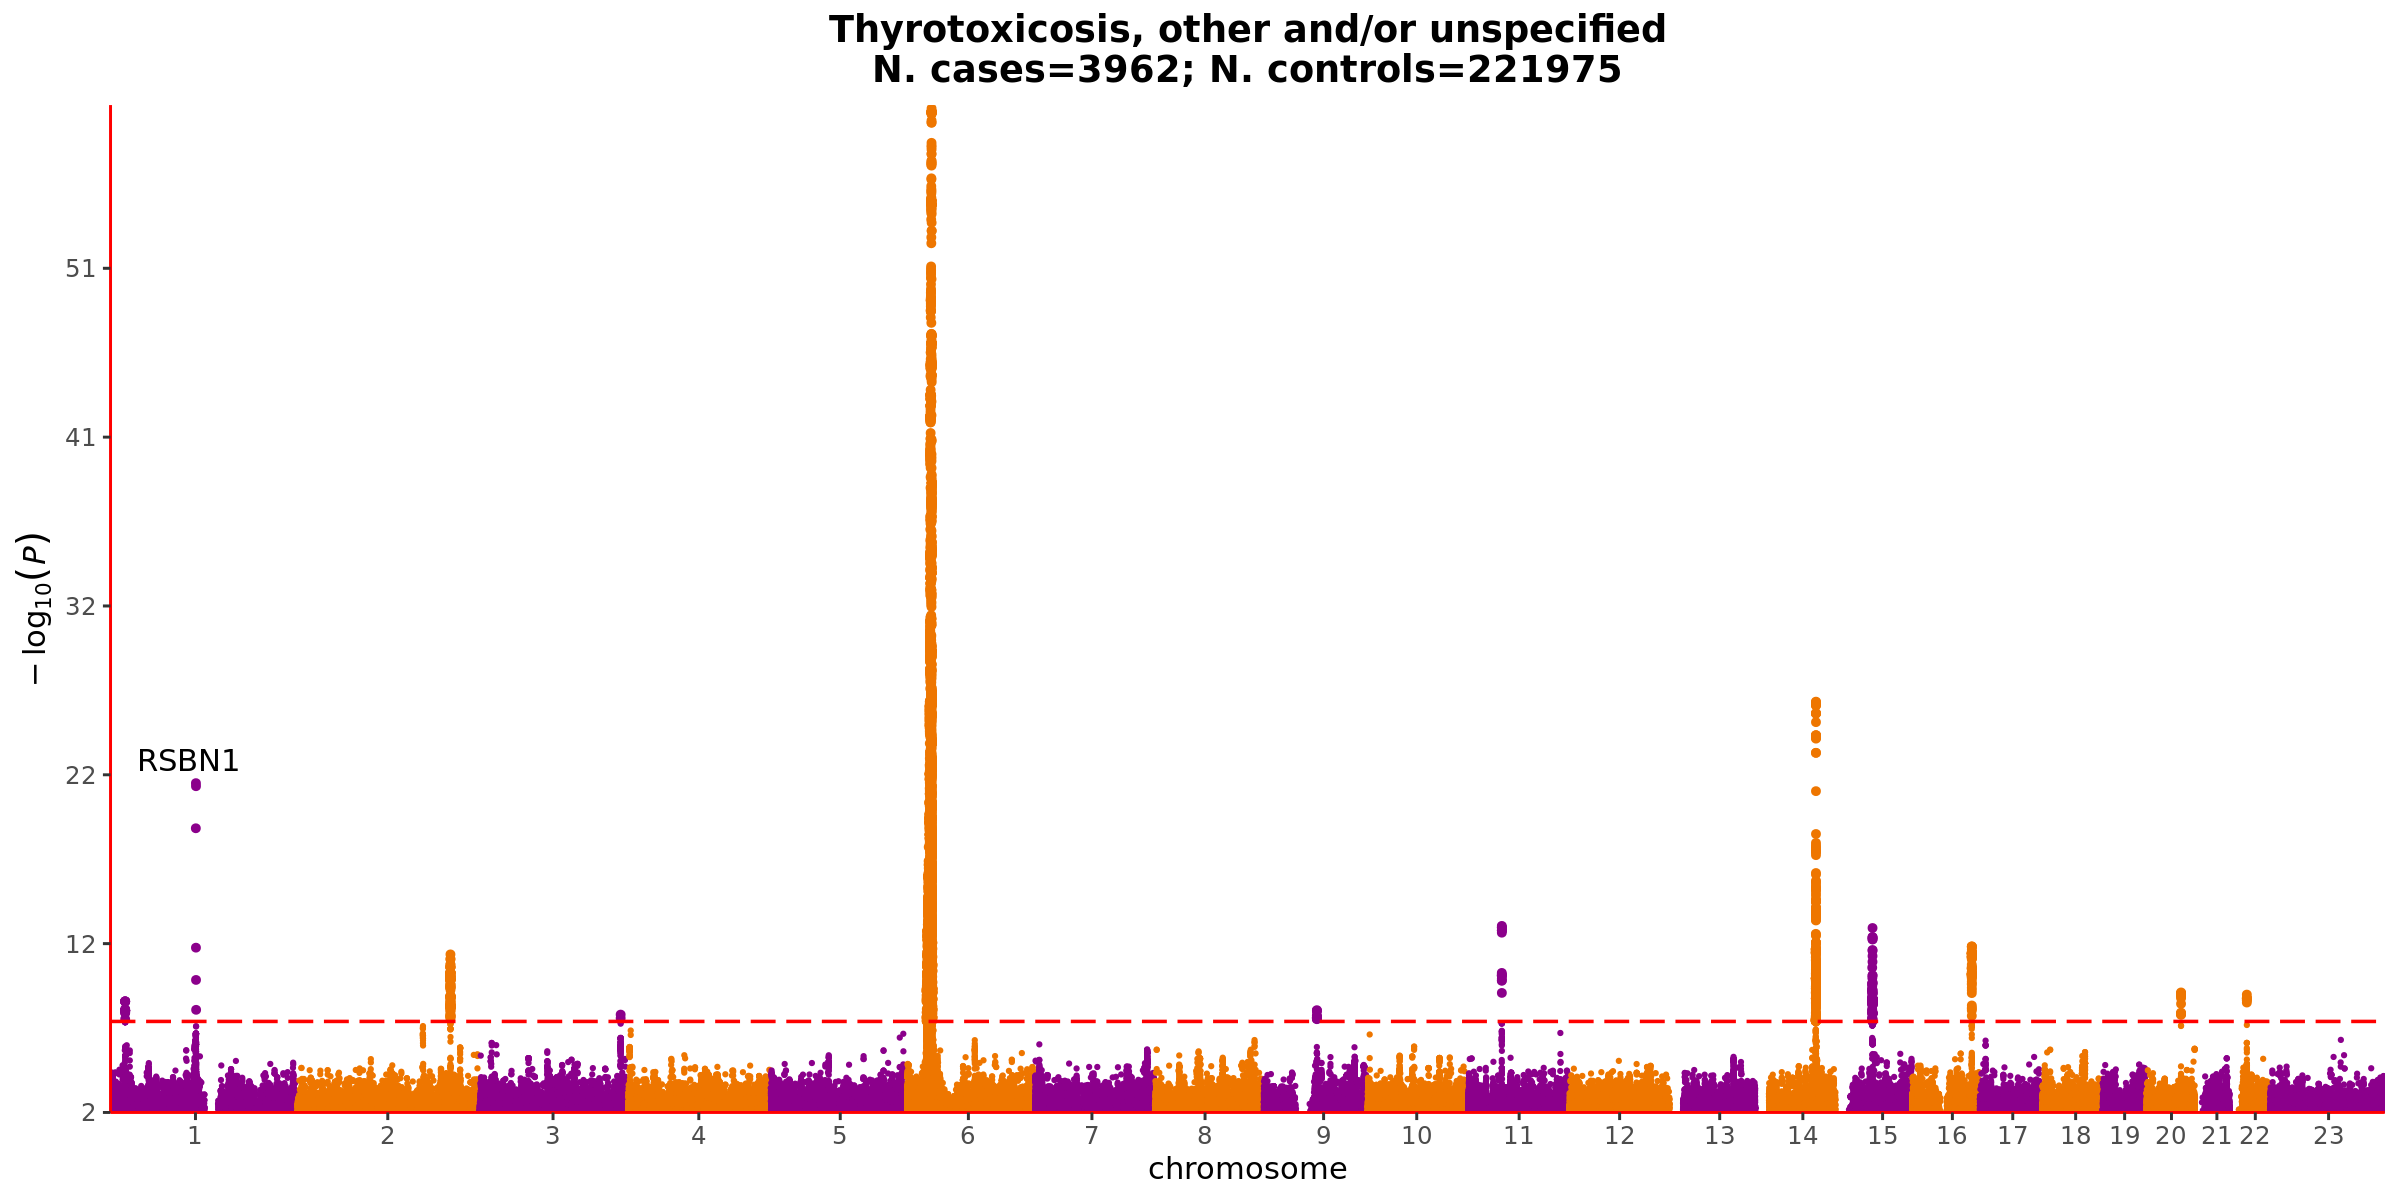 Thyrotoxicosis, other and/or unspecified
N. cases=3962; N. controls=221975
51
41
32
22
12
2
−log10(P)
RSBN1
1 2 3 4 5 6 7 8 9 10 11 12 13 14 15 16 17 18 19 20 21 22 23
chromosome